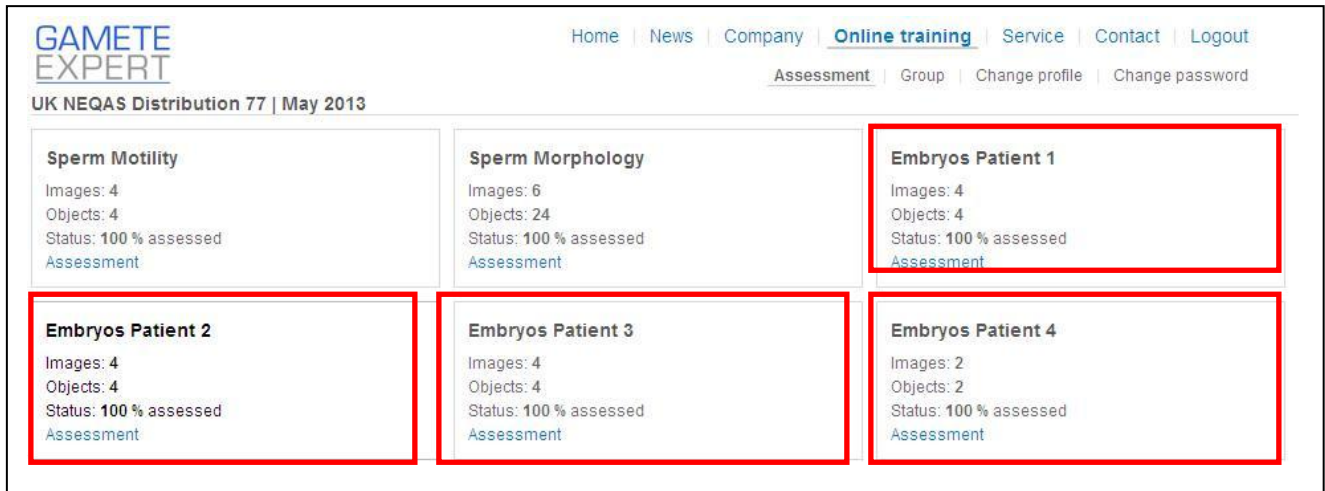 GAMETE
EXPERT
Home | News | Company | Online training | Service | Contact | Logout
Assessment | Group | Change profile | Change password
UK NEQAS Distribution 77 | May 2013
Sperm Motility
Images: 4
Objects: 4
Status: 100 % assessed
Assessment
Sperm Morphology
Images: 6
Objects: 24
Status: 100 % assessed
Assessment
Embryos Patient 1
Images: 4
Objects: 4
Status: 100 % assessed
Assessment
Embryos Patient 2
Images: 4
Objects: 4
Status: 100 % assessed
Assessment
Embryos Patient 3
Images: 4
Objects: 4
Status: 100 % assessed
Assessment
Embryos Patient 4
Images: 2
Objects: 2
Status: 100 % assessed
Assessment